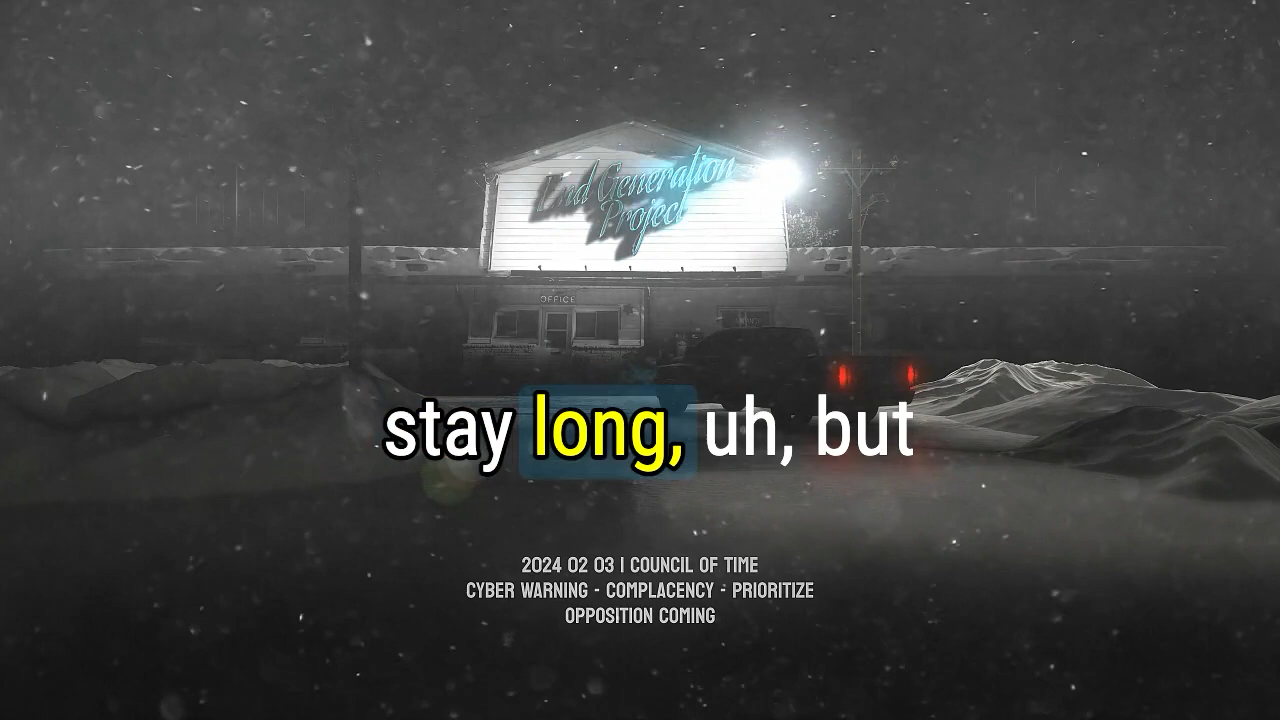 End Generation
Project
OFFICE
stay long, uh, but
2024 02 03 | COUNCIL OF TIME
CYBER WARNING - COMPLACENCY - PRIORITIZE
OPPOSITION COMING